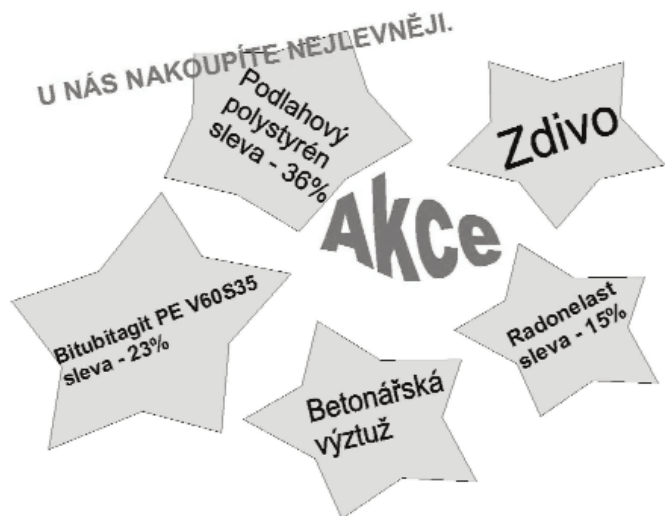 U NÁS NAKOUPÍTE NEJLEVNĚJI.
Podlahový
polystyrén
sleva - 36%
Zdivo
Akce
Bitubitagit PE V60S35
sleva - 23%
Radonelast
sleva - 15%
Betonářská
výztuž